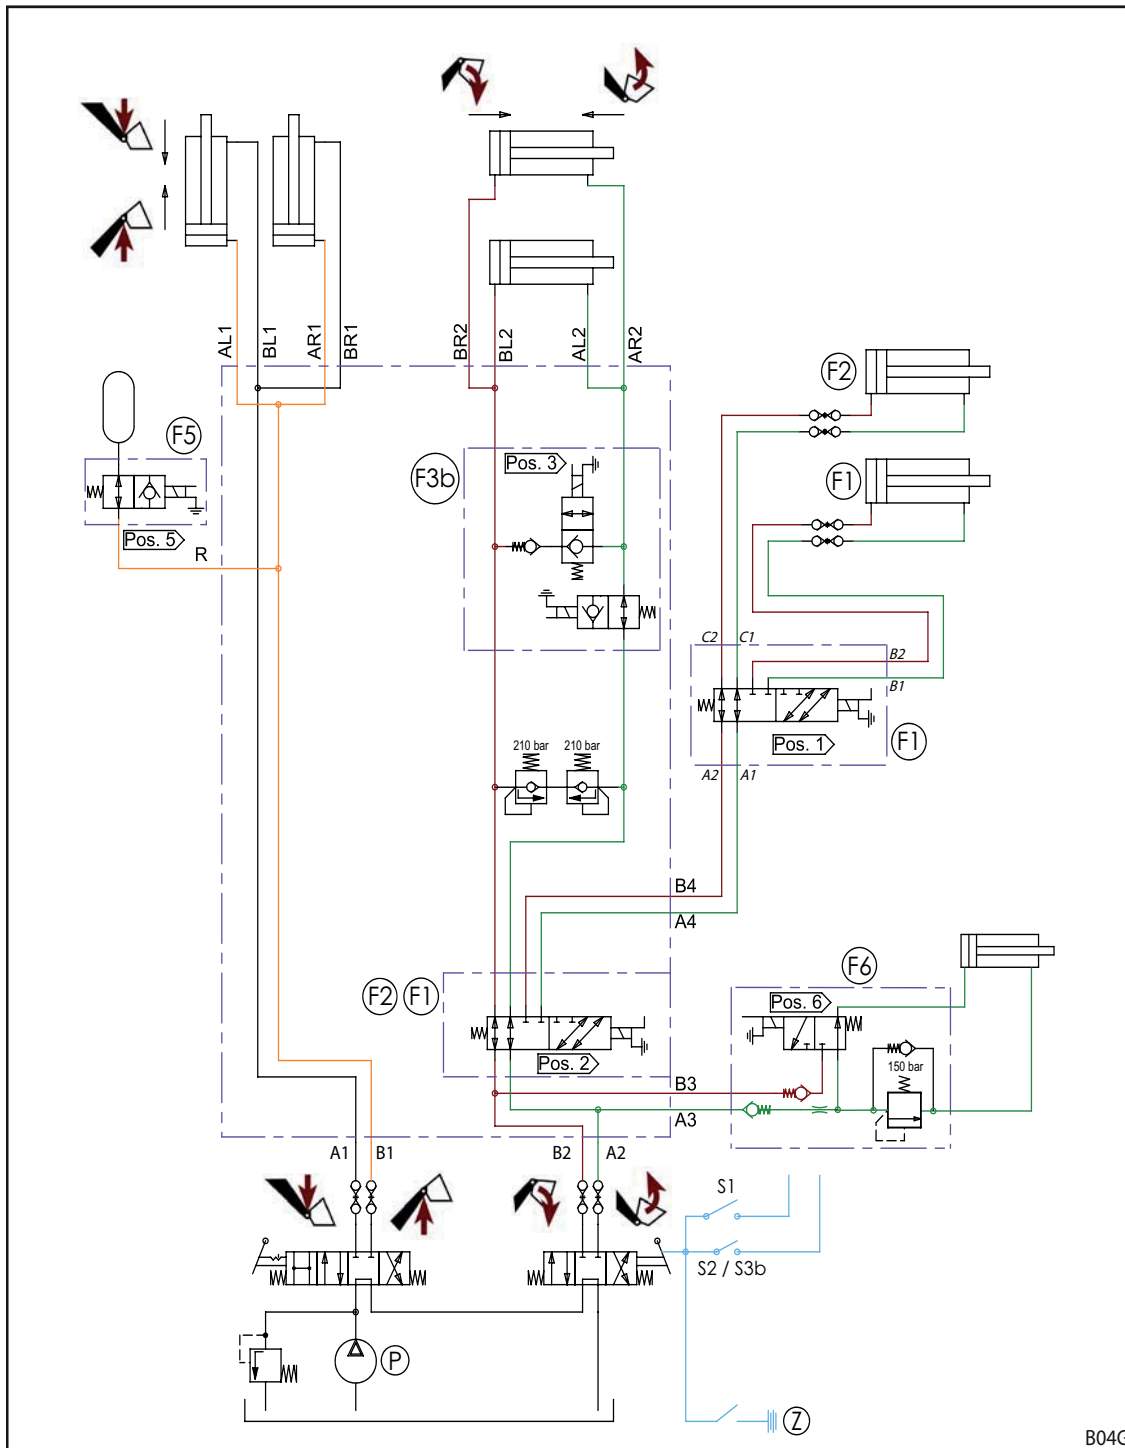 AL1
BL1
AR1
BR1
BR2
BL2
AL2
AR2
F2
F5
F3b
Pos. 3
F1
Pos. 5
R
C2
C1
B2
B1
Pos. 1
F1
210 bar
210 bar
A2
A1
B4
A4
F2
F1
F6
Pos. 6
Pos. 2
150 bar
B3
A3
A1
B1
B2
A2
S1
S2 / S3b
P
Z
B04G